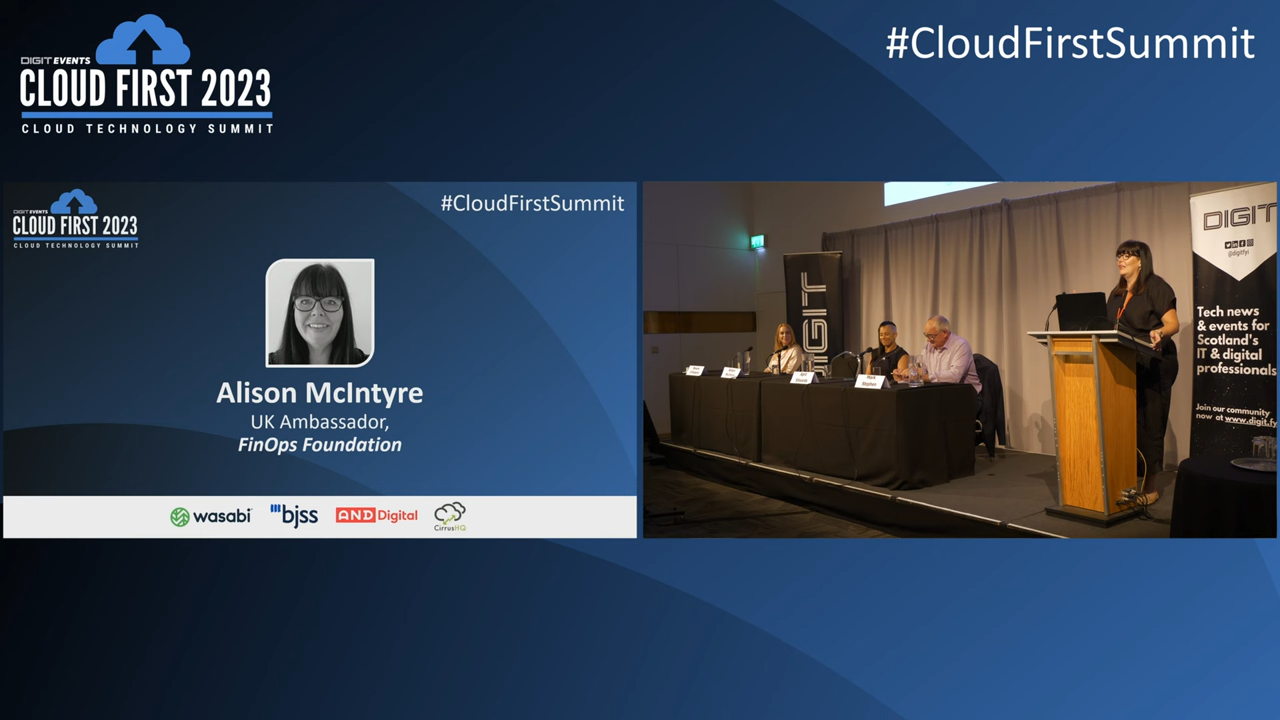 DIGIT EVENTS
CLOUD FIRST 2023
CLOUD TECHNOLOGY SUMMIT
#CloudFirstSummit
DIGIT EVENTS
CLOUD FIRST 2023
CLOUD TECHNOLOGY SUMMIT
#CloudFirstSummit
Alison McIntyre
UK Ambassador,
FinOps Foundation
wasabi
bjss
AND Digital
CirrusHQ
DIGIT
DIGIT
@digitfyi
Tech news
& events for
Scotland's
IT & digital
professionals
Join our community
now at www.digit.fy
Mark